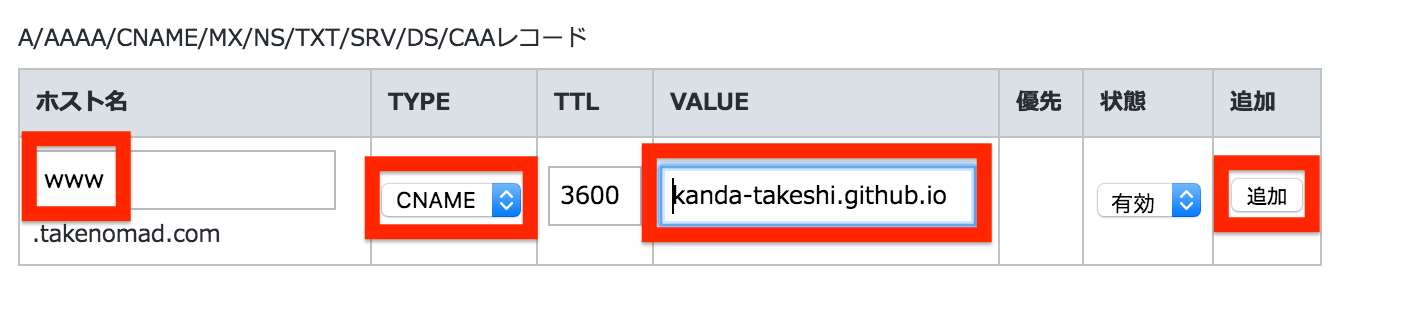 A/AAAA/CNAME/MX/NS/TXT/SRV/DS/CAAレコード
ホスト名 TYPE TTL VALUE 優先 状態 追加
www CNAME 3600 kanda-takeshi.github.io 有効 追加
.takenomad.com